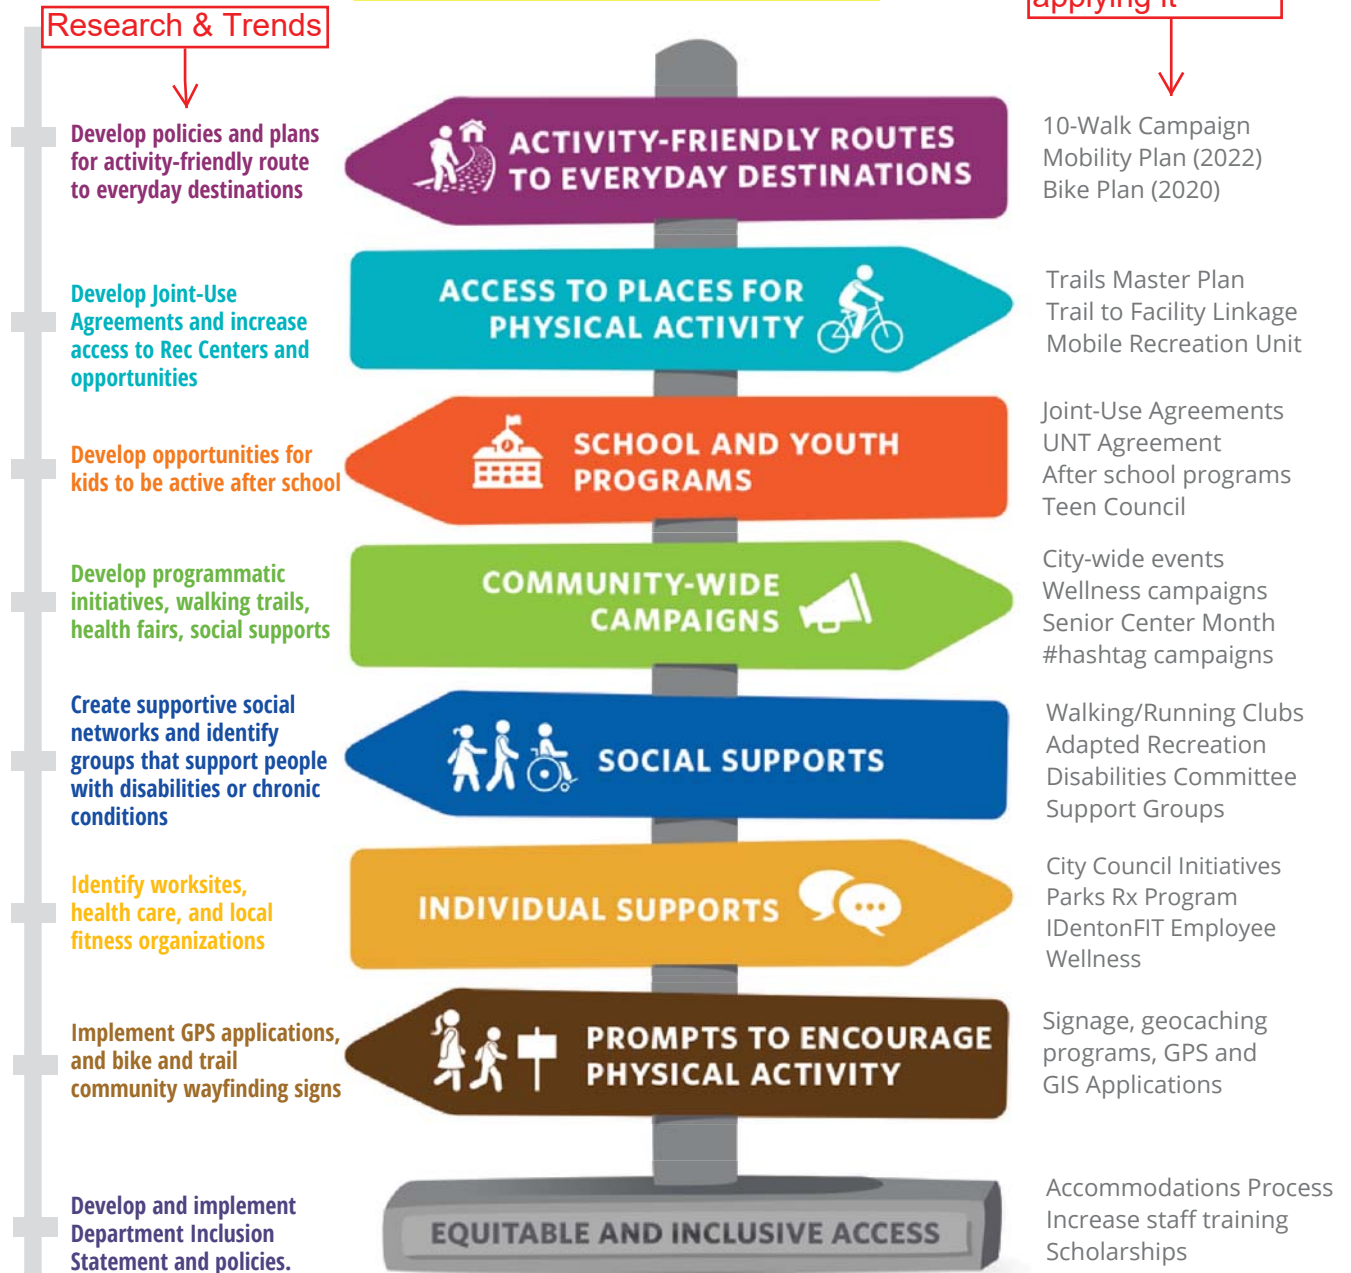 Research & Trends
applying it
Develop policies and plans
for activity-friendly route
to everyday destinations
ACTIVITY-FRIENDLY ROUTES
TO EVERYDAY DESTINATIONS
10-Walk Campaign
Mobility Plan (2022)
Bike Plan (2020)
Develop Joint-Use
Agreements and increase
access to Rec Centers and
opportunities
ACCESS TO PLACES FOR
PHYSICAL ACTIVITY
Trails Master Plan
Trail to Facility Linkage
Mobile Recreation Unit
Develop opportunities for
kids to be active after school
SCHOOL AND YOUTH
PROGRAMS
Joint-Use Agreements
UNT Agreement
After school programs
Teen Council
Develop programmatic
initiatives, walking trails,
health fairs, social supports
COMMUNITY-WIDE
CAMPAIGNS
City-wide events
Wellness campaigns
Senior Center Month
#hashtag campaigns
Create supportive social
networks and identify
groups that support people
with disabilities or chronic
conditions
SOCIAL SUPPORTS
Walking/Running Clubs
Adapted Recreation
Disabilities Committee
Support Groups
Identify worksites,
health care, and local
fitness organizations
INDIVIDUAL SUPPORTS
City Council Initiatives
Parks Rx Program
IDentonFIT Employee
Wellness
Implement GPS applications,
and bike and trail
community wayfinding signs
PROMPTS TO ENCOURAGE
PHYSICAL ACTIVITY
Signage, geocaching
programs, GPS and
GIS Applications
Develop and implement
Department Inclusion
Statement and policies.
EQUITABLE AND INCLUSIVE ACCESS
Accommodations Process
Increase staff training
Scholarships